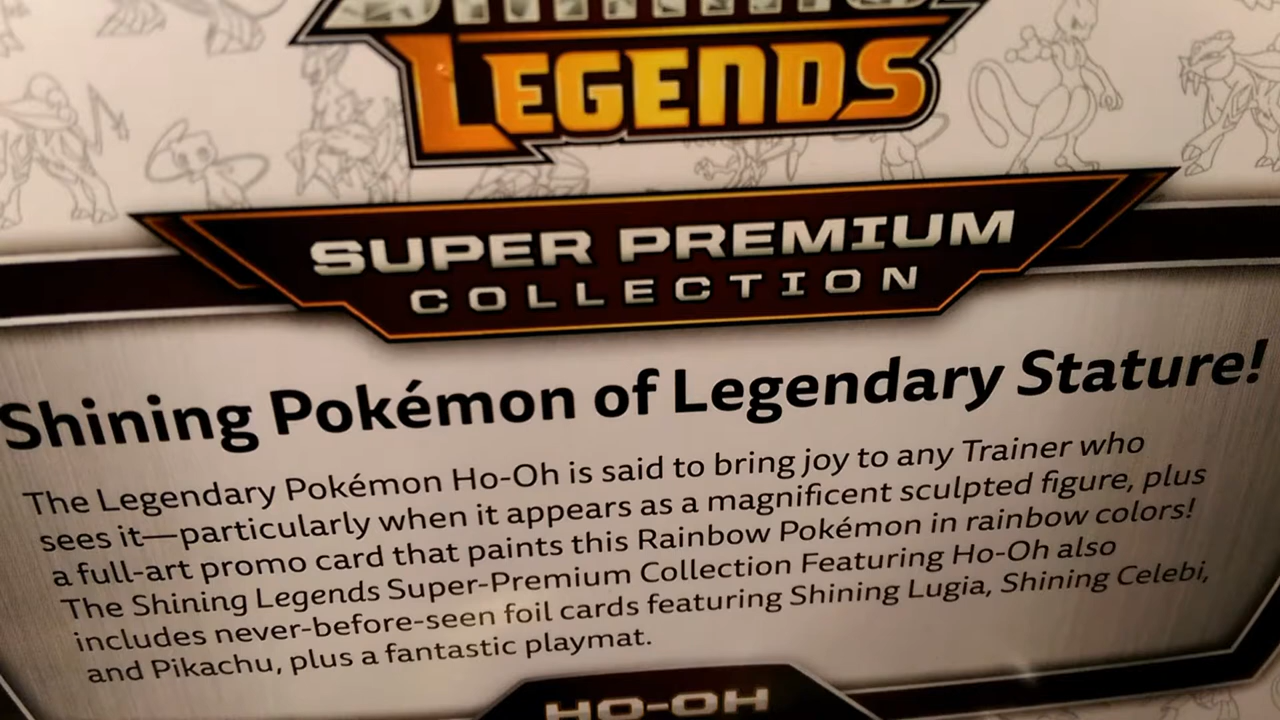 LEGENDS
SUPER PREMIUM
COLLECTION
Shining Pokémon of Legendary Stature!
The Legendary Pokémon Ho-Oh is said to bring joy to any Trainer who
sees it—particularly when it appears as a magnificent sculpted figure, plus
a full-art promo card that paints this Rainbow Pokémon in rainbow colors!
The Shining Legends Super-Premium Collection Featuring Ho-Oh also
includes never-before-seen foil cards featuring Shining Lugia, Shining Celebi,
and Pikachu, plus a fantastic playmat.
HO-OH